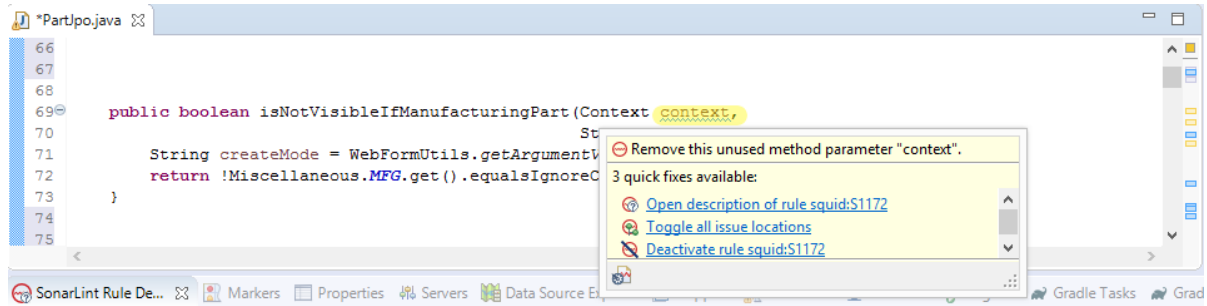 *PartJpo.java
66
67
68
69 public boolean isNotVisibleIfManufacturingPart(Context context,
70 St
71 String createMode = WebFormUtils.getArgumentV
72 return !Miscellaneous.MFG.get().equalsIgnoreC
73 }
74
75
Remove this unused method parameter "context".
3 quick fixes available:
Open description of rule squid:S1172
Toggle all issue locations
Deactivate rule squid:S1172
SonarLint Rule De... Markers Properties Servers Data Source Ex Gradle Tasks Grad